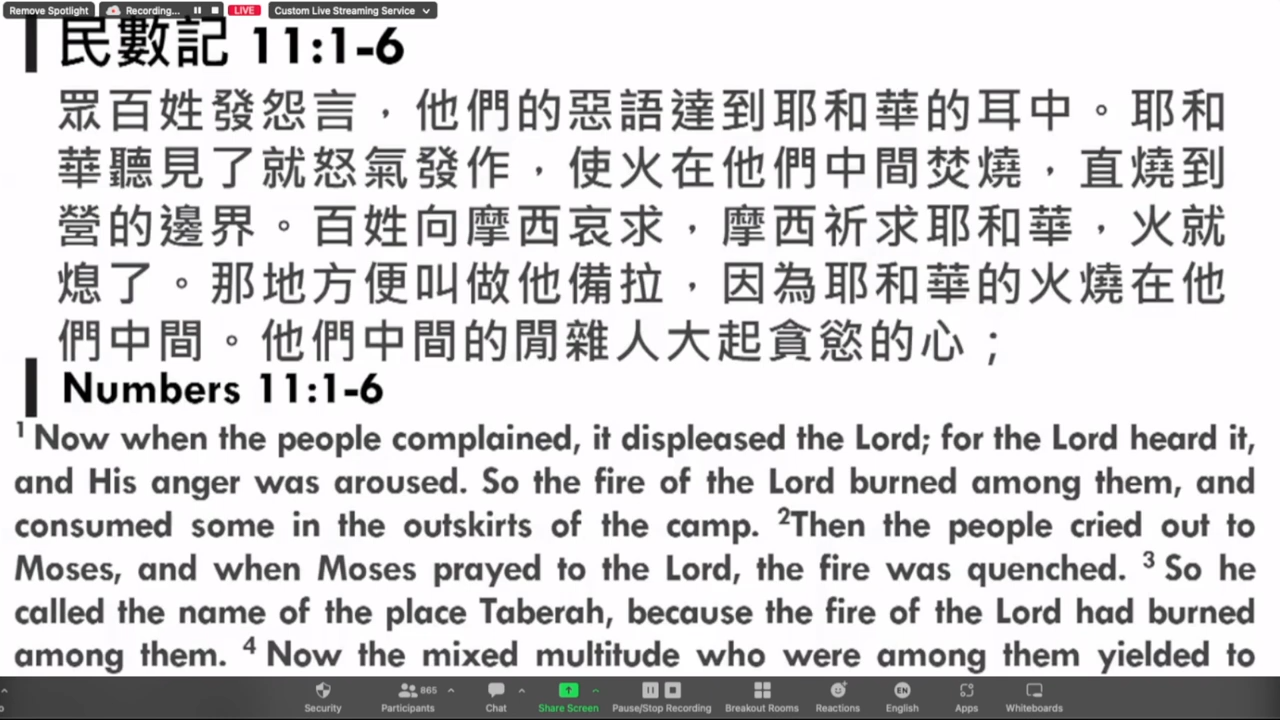 Remove Spotlight
Recording...
LIVE
Custom Live Streaming Service
民數記 11:1-6
眾百姓發怨言，他們的惡語達到耶和華的耳中。耶和
華聽見了就怒氣發作，使火在他們中間焚燒，直燒到
營的邊界。百姓向摩西哀求，摩西祈求耶和華，火就
熄了。那地方便叫做他備拉，因為耶和華的火燒在他
們中間。他們中間的閒雜人大起貪慾的心；
Numbers 11:1-6
1 Now when the people complained, it displeased the Lord; for the Lord heard it,
and His anger was aroused. So the fire of the Lord burned among them, and
consumed some in the outskirts of the camp. 2Then the people cried out to
Moses, and when Moses prayed to the Lord, the fire was quenched. 3 So he
called the name of the place Taberah, because the fire of the Lord had burned
among them. 4 Now the mixed multitude who were among them yielded to
865
EN
Security
Participants
Chat
Share Screen
Pause/Stop Recording
Breakout Rooms
Reactions
English
Apps
Whiteboards